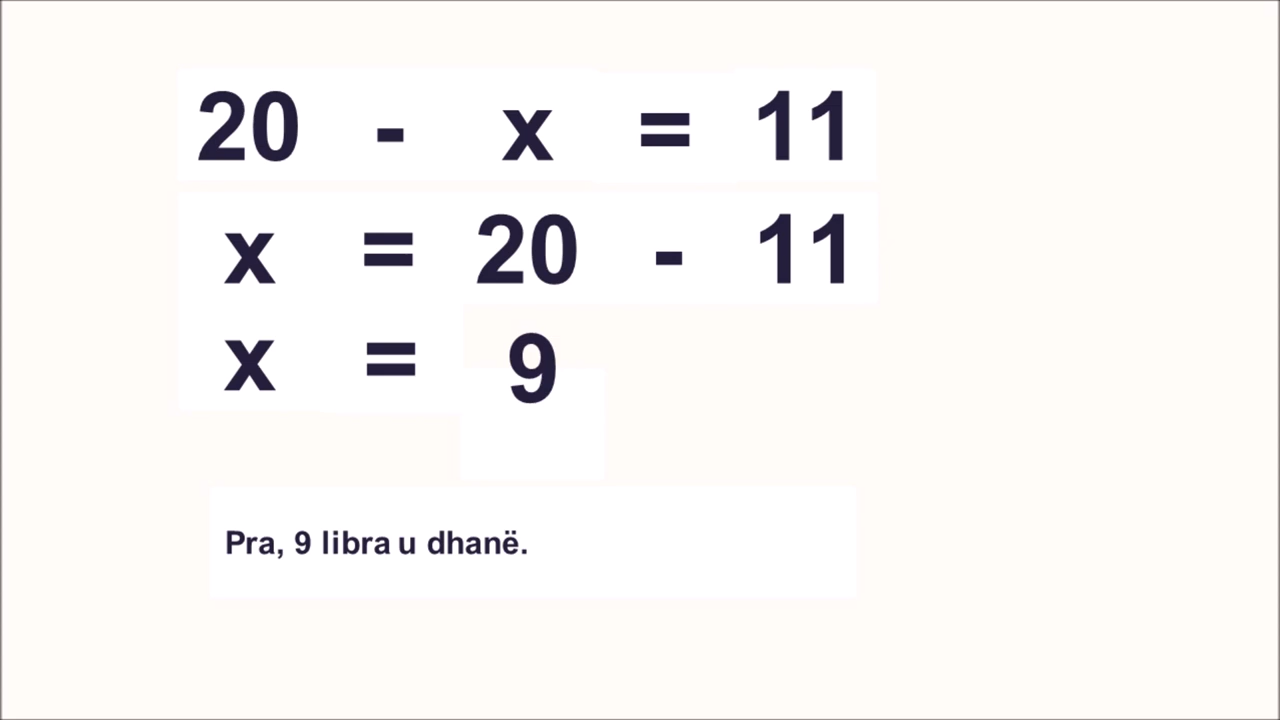 20 - x = 11
x = 20 - 11
x = 9
Pra, 9 libra u dhanë.